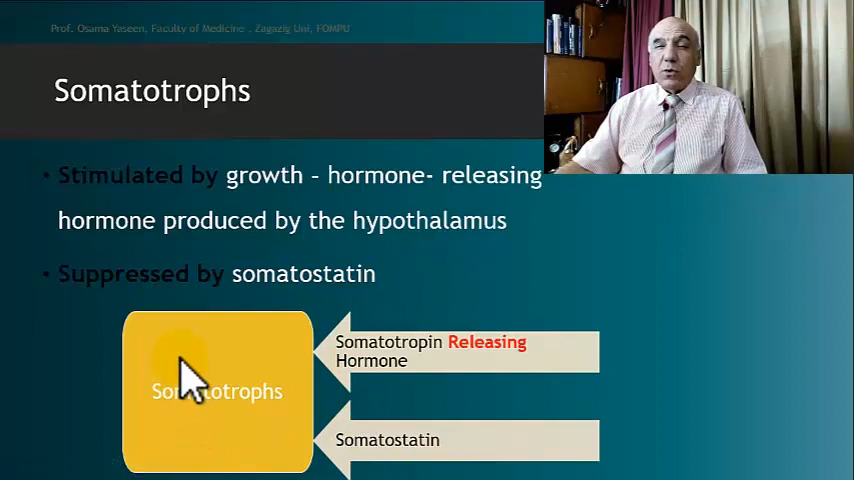 Prof. Osama Yaseen, Faculty of Medicine . Zagazig Uni, FOMPU
Somatotrophs
• Stimulated by growth - hormone- releasing
hormone produced by the hypothalamus
• Suppressed by somatostatin
Somatotropin Releasing
Hormone
Somatotrophs
Somatostatin